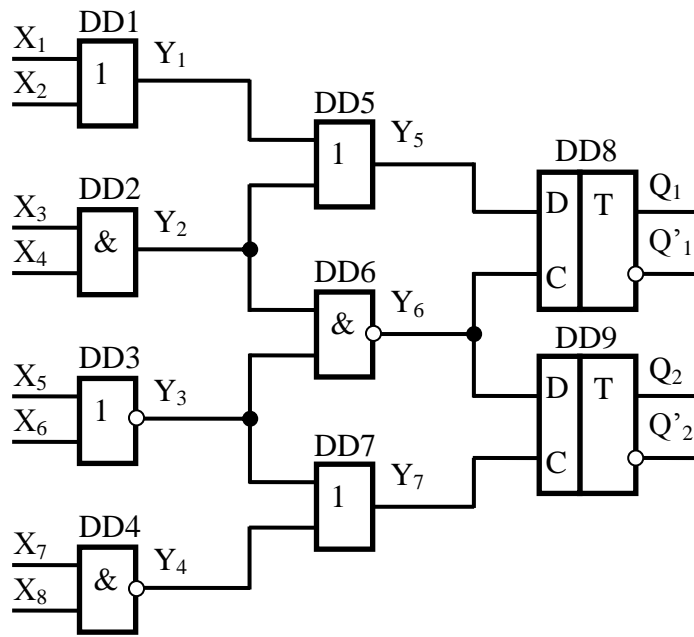 DD1
X1
X2
1
Y1
DD5
1
Y5
DD8
D
T
C
Q1
Q’1
DD2
X3
X4
&
Y2
DD6
&
Y6
DD9
D
T
C
Q2
Q’2
DD3
X5
X6
1
Y3
DD7
1
Y7
DD4
X7
X8
&
Y4